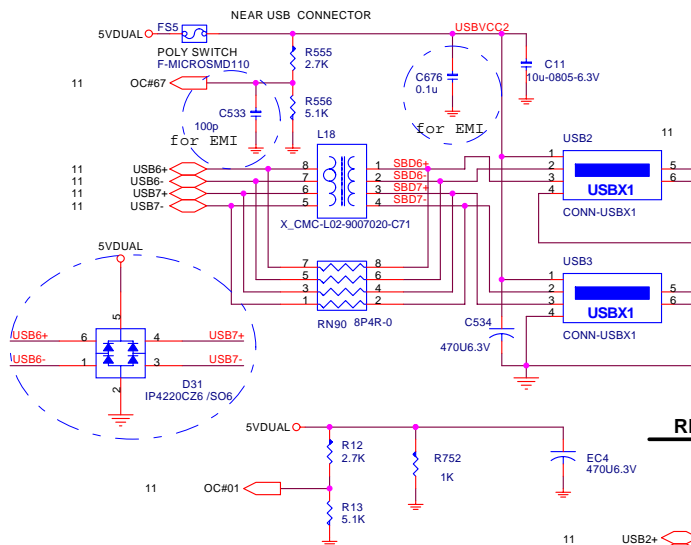 NEAR USB CONNECTOR
5VDUAL
FS5
USBVCC2
POLY SWITCH
F-MICROSMD110
R555
2.7K
C11
10u-0805-6.3V
C676
0.1u
11 OC#67
C533
100p
for EMI
R556
5.1K
for EMI
L18
USB2
11
11 USB6+ 8 1 SBD6+
11 USB6- 7 2 SBD6-
11 USB7+ 6 3 SBD7+
11 USB7- 5 4 SBD7-
X_CMC-L02-9007020-C71
1
2
3
4
5
6
USBX1
CONN-USBX1
5VDUAL
7 8
5 6
3 4
1 2
RN90 8P4R-0
USB3
1
2
3
4
5
6
USBX1
CONN-USBX1
C534
470U6.3V
5
USB6+ 6 4 USB7+
USB6- 1 3 USB7-
2
D31
IP4220CZ6 /SO6
5VDUAL
R12
2.7K
R752
1K
EC4
470U6.3V
11 OC#01
R13
5.1K
11 USB2+